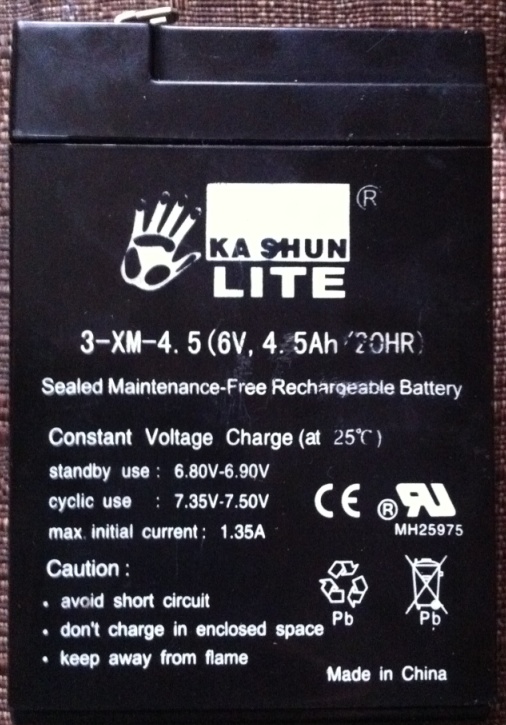 KA SHUN ®
LITE
3-XM-4.5(6V, 4.5Ah/20HR)
Sealed Maintenance-Free Rechargeable Battery
Constant Voltage Charge (at 25℃)
standby use : 6.80V-6.90V
cyclic use : 7.35V-7.50V
max. initial current : 1.35A
CE ® RU
MH25975
Caution :
• avoid short circuit
• don't charge in enclosed space
• keep away from flame
Pb Pb
Made in China